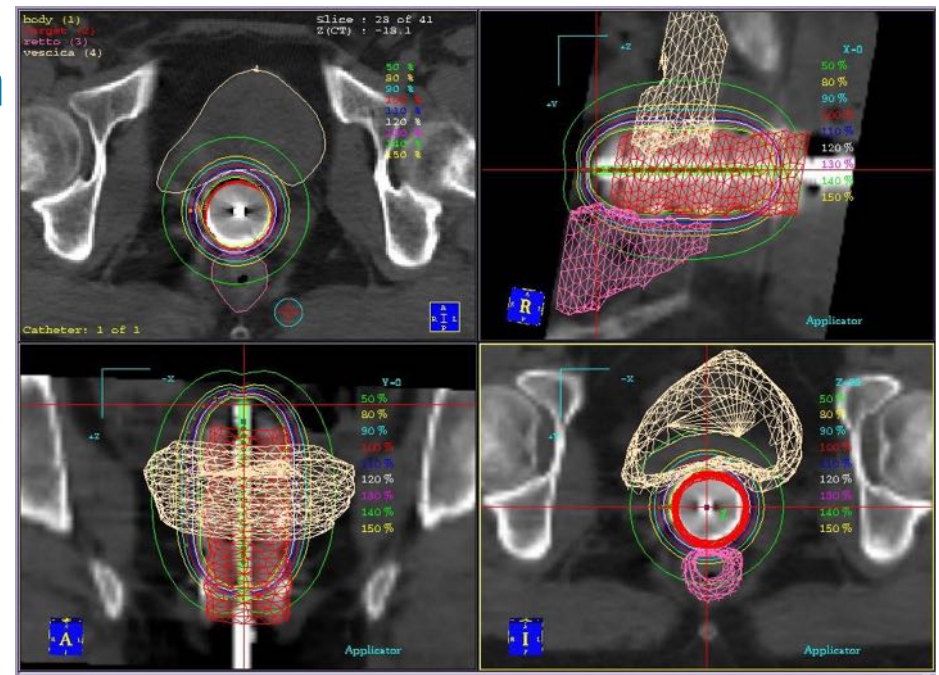 body (1)
target (2)
retto (3)
vescica (4)
Slice : 28 of 41
Z(CT) : -18.1
50 %
80 %
90 %
100 %
110 %
120 %
130 %
140 %
150 %
Catheter: 1 of 1
A
R I L
P
+Z
+Y
X=0
50 %
80 %
90 %
100 %
110 %
120 %
130 %
140 %
150 %
R
Applicator
-X
+Z
Y=0
50 %
80 %
90 %
100 %
110 %
120 %
130 %
140 %
150 %
A
Applicator
-X
50 %
80 %
90 %
100 %
110 %
120 %
130 %
140 %
150 %
I
Applicator